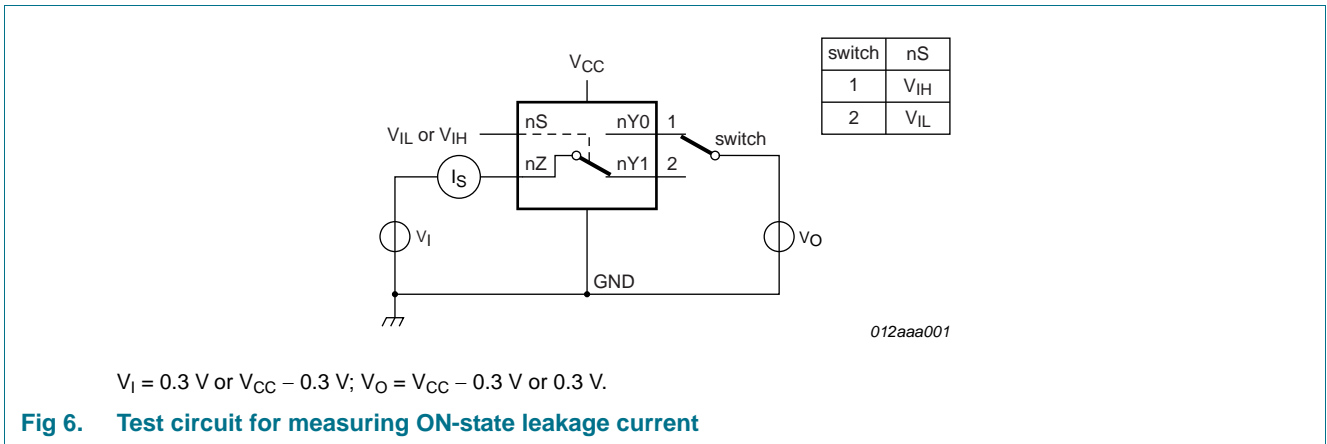 V_CC
switch nS
1 V_IH
2 V_IL
V_IL or V_IH
nS nY0 1
switch
nZ nY1 2
I_S
V_I
V_O
GND
012aaa001
V_I = 0.3 V or V_CC − 0.3 V; V_O = V_CC − 0.3 V or 0.3 V.
Fig 6. Test circuit for measuring ON-state leakage current